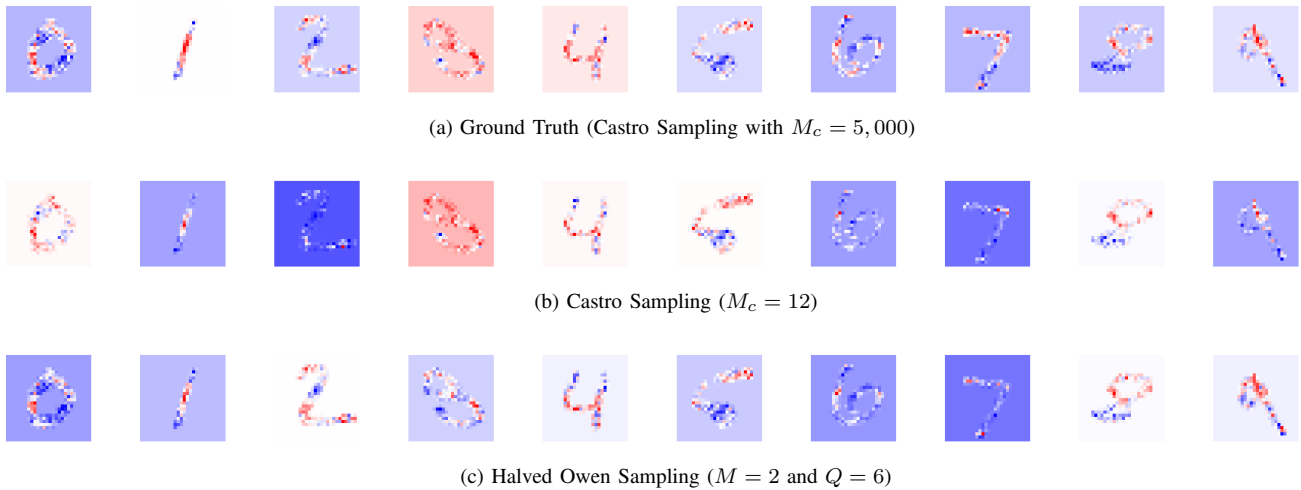 (a) Ground Truth (Castro Sampling with M_c = 5, 000)
(b) Castro Sampling (M_c = 12)
(c) Halved Owen Sampling (M = 2 and Q = 6)